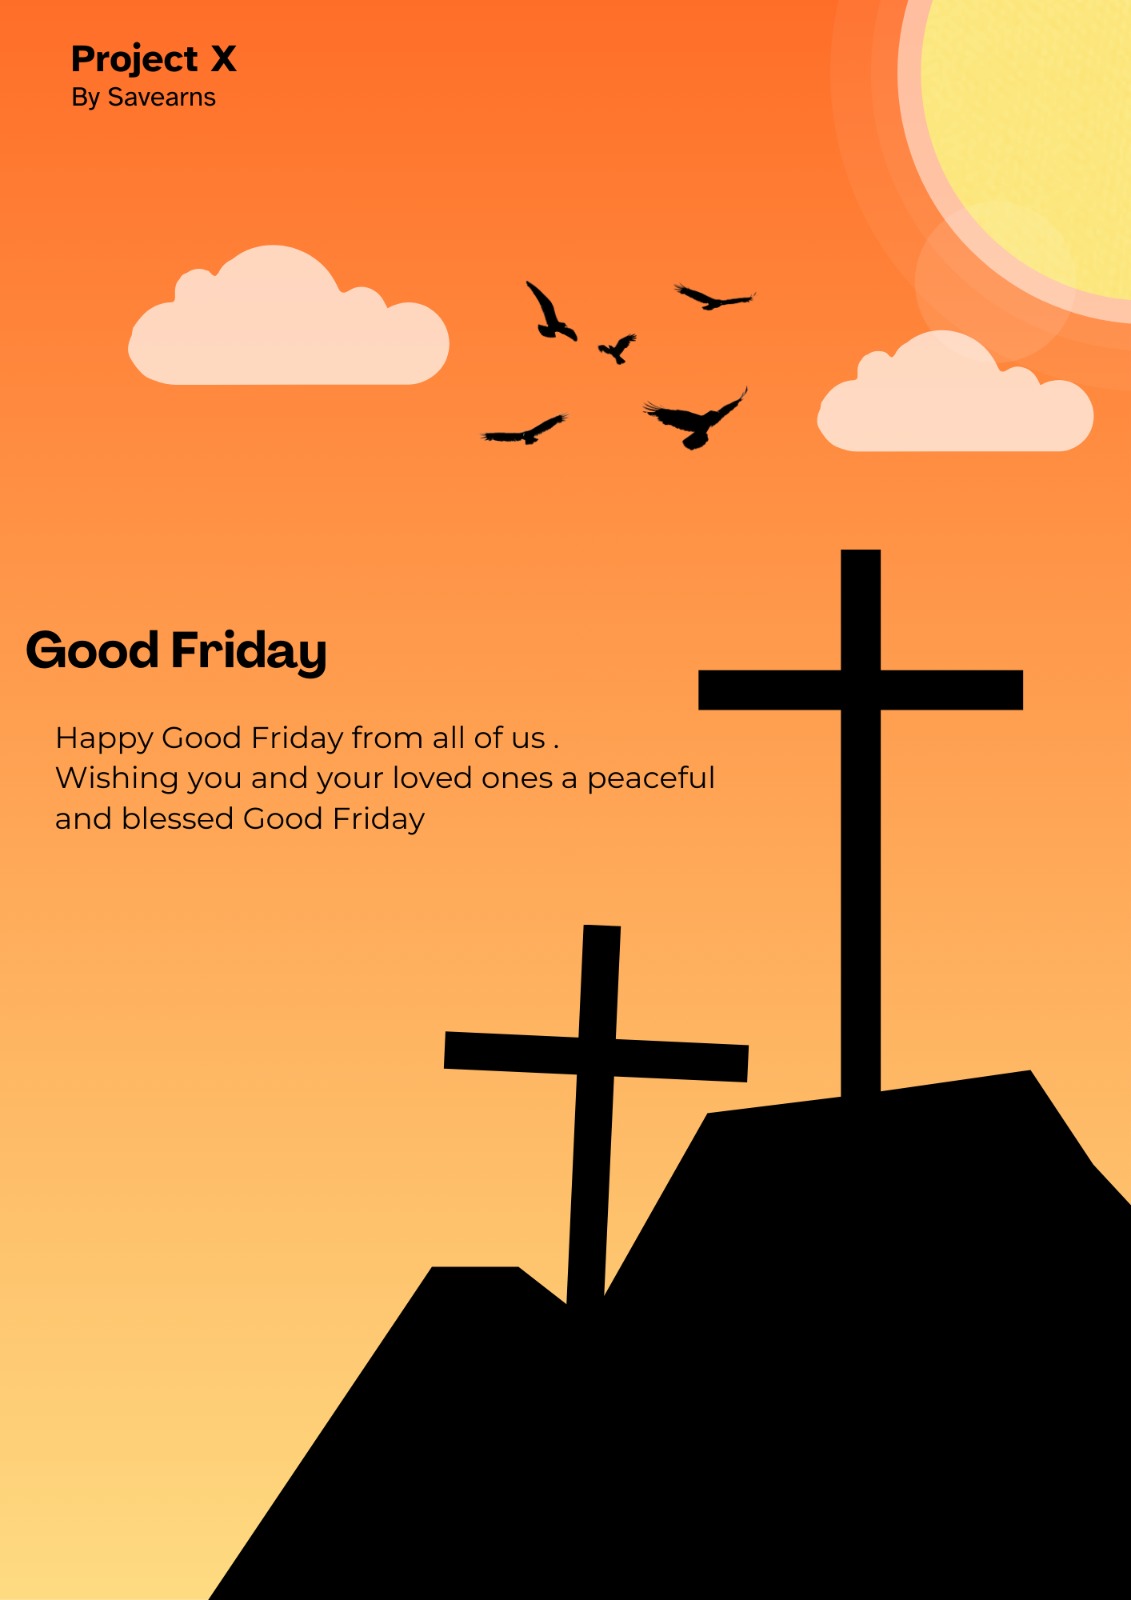 Project X
By Savearns
Good Friday
Happy Good Friday from all of us .
Wishing you and your loved ones a peaceful
and blessed Good Friday